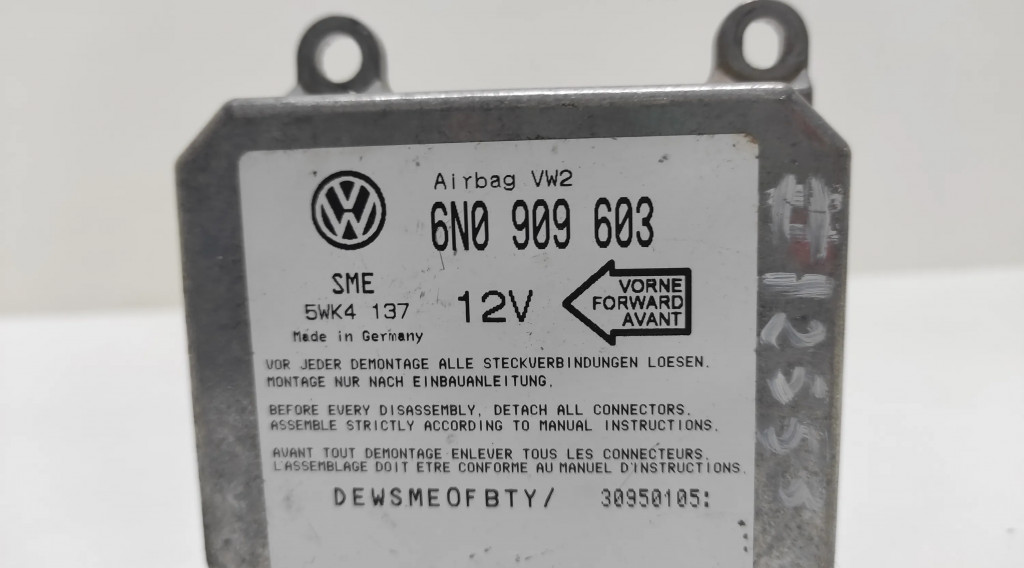 Airbag VW2
6N0 909 603
SME
5WK4 137
Made in Germany
12V
VORNE
FORWARD
AVANT
VOR JEDER DEMONTAGE ALLE STECKVERBINDUNGEN LOESEN.
MONTAGE NUR NACH EINBAUANLEITUNG.
BEFORE EVERY DISASSEMBLY, DETACH ALL CONNECTORS.
ASSEMBLE STRICTLY ACCORDING TO MANUAL INSTRUCTIONS.
AVANT TOUT DEMONTAGE ENLEVER TOUS LES CONNECTEURS.
L'ASSEMBLAGE DOIT ETRE CONFORME AU MANUEL D'INSTRUCTIONS.
DEWSMEOFBTY/ 30950105: